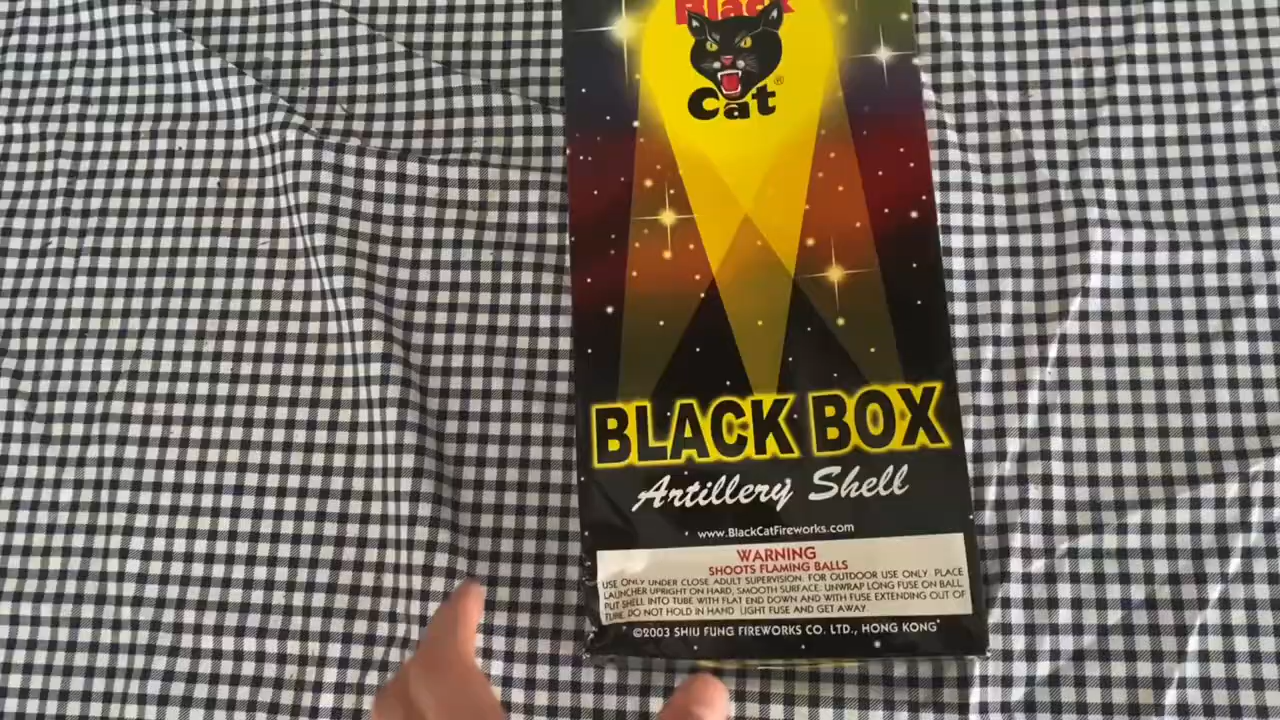 Black
Cat®
BLACK BOX
Artillery Shell
www.BlackCatFireworks.com
WARNING
SHOOTS FLAMING BALLS
USE ONLY UNDER CLOSE ADULT SUPERVISION. FOR OUTDOOR USE ONLY. PLACE
LAUNCHER UPRIGHT ON HARD, SMOOTH SURFACE. UNWRAP LONG FUSE ON BALL.
PUT SHELL INTO TUBE WITH FLAT END DOWN AND WITH FUSE EXTENDING OUT OF
TUBE. DO NOT HOLD IN HAND. LIGHT FUSE AND GET AWAY.
©2003 SHIU FUNG FIREWORKS CO. LTD., HONG KONG